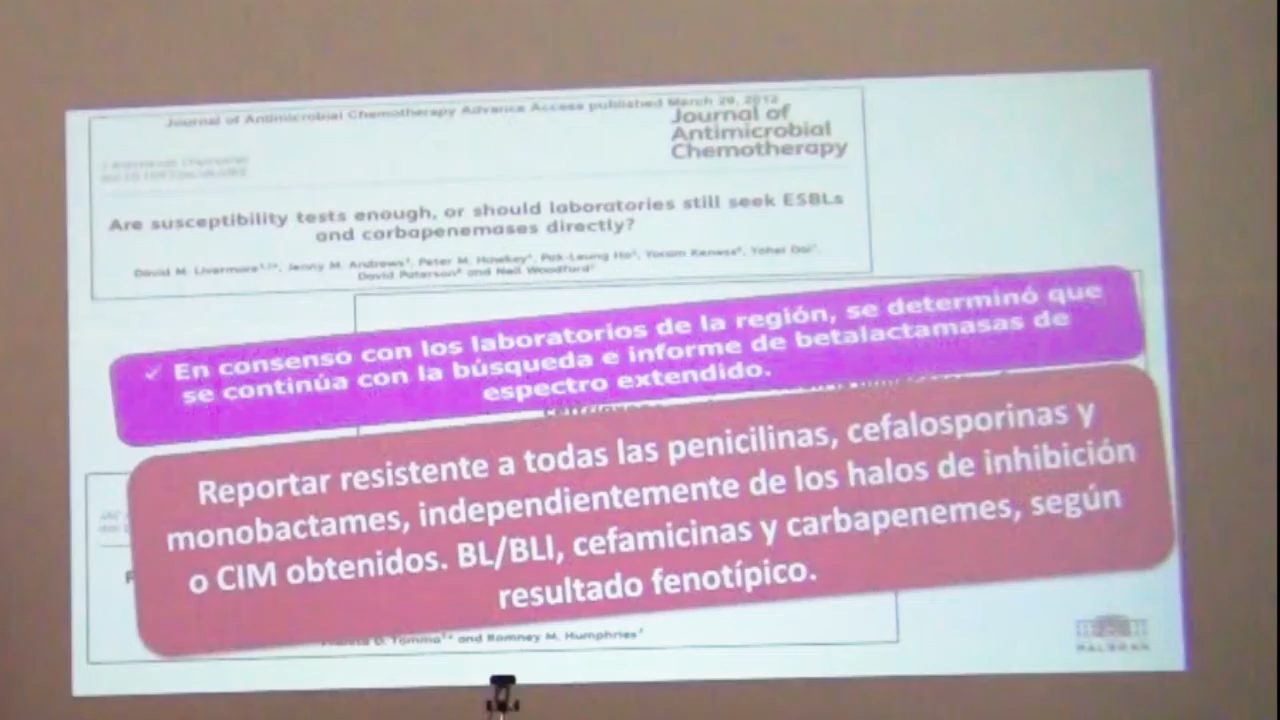 Journal of Antimicrobial Chemotherapy Advance Access published March 29, 2012
Journal of
Antimicrobial
Chemotherapy
Are susceptibility tests enough, or should laboratories still seek ESBLs
and carbapenemases directly?
David M. Livermore, Jenny M. Andrews, Peter M. Hawkey, Pak-Leung Ho, Yoram Keness, Yohei Doi,
David Paterson and Neil Woodford
✓ En consenso con los laboratorios de la región, se determinó que
se continúa con la búsqueda e informe de betalactamasas de
espectro extendido.
Reportar resistente a todas las penicilinas, cefalosporinas y
monobactames, independientemente de los halos de inhibición
o CIM obtenidos. BL/BLI, cefamicinas y carbapenemes, según
resultado fenotípico.
and Romney M. Humphries
MALBRAN